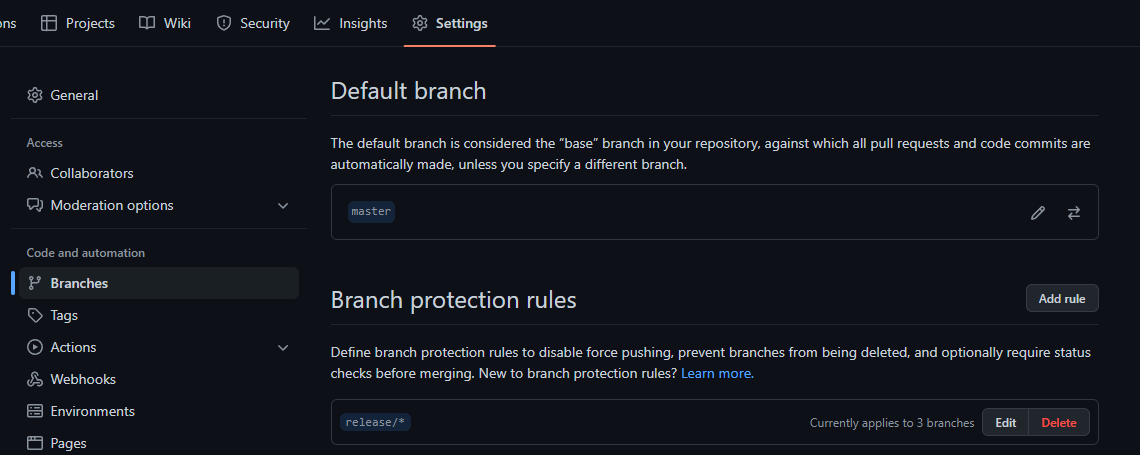 ons
Projects
Wiki
Security
Insights
Settings
General
Access
Collaborators
Moderation options
Code and automation
Branches
Tags
Actions
Webhooks
Environments
Pages
Default branch
The default branch is considered the “base” branch in your repository, against which all pull requests and code commits are
automatically made, unless you specify a different branch.
master
Branch protection rules
Add rule
Define branch protection rules to disable force pushing, prevent branches from being deleted, and optionally require status
checks before merging. New to branch protection rules? Learn more.
release/*
Currently applies to 3 branches
Edit
Delete